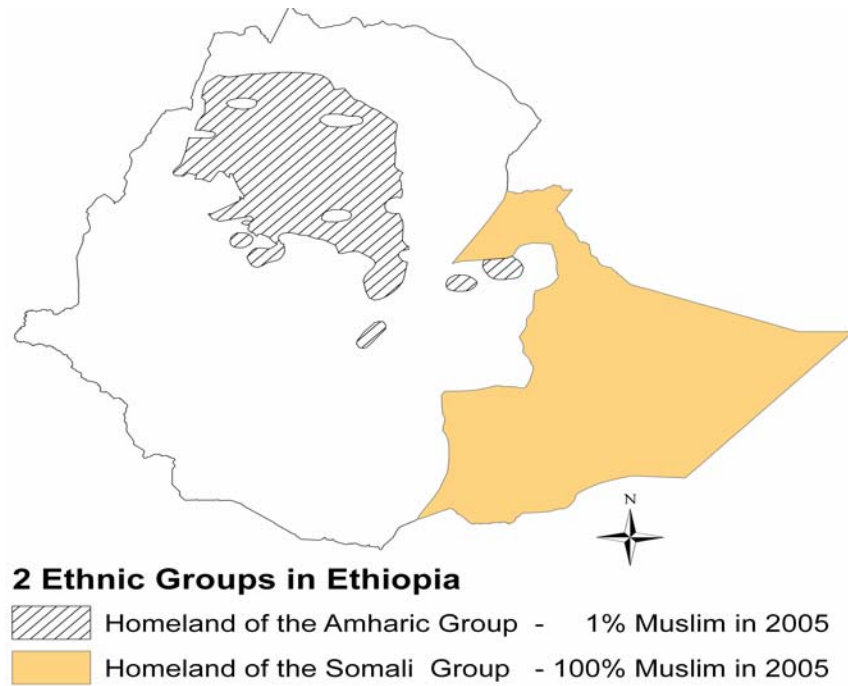 N
2 Ethnic Groups in Ethiopia
Homeland of the Amharic Group - 1% Muslim in 2005
Homeland of the Somali Group - 100% Muslim in 2005